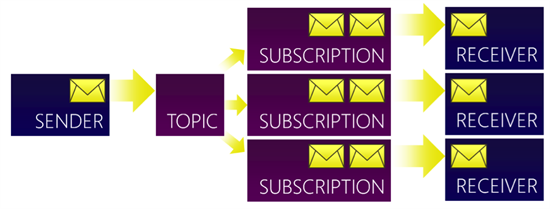 SUBSCRIPTION
RECEIVER
SENDER
TOPIC
SUBSCRIPTION
RECEIVER
SUBSCRIPTION
RECEIVER